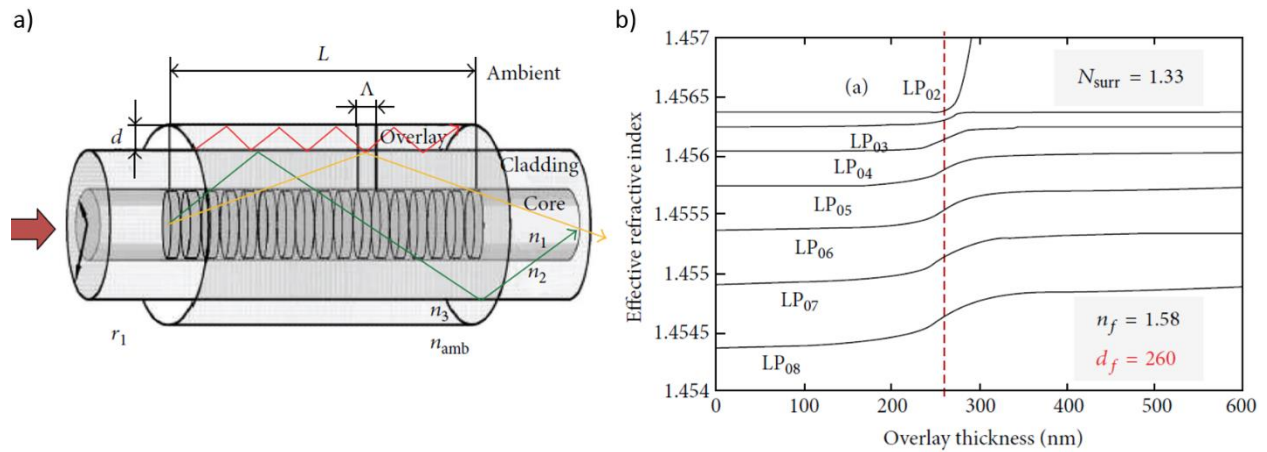 a)
L
Ambient
Λ
d
Overlay
Cladding
Core
n1
n2
n3
r1
namb
b)
1.457
1.4565
1.456
1.4555
1.455
1.4545
1.454
Effective refractive index
(a)
LP02
LP03
LP04
LP05
LP06
LP07
LP08
Nsurr = 1.33
nf = 1.58
df = 260
0 100 200 300 400 500 600
Overlay thickness (nm)